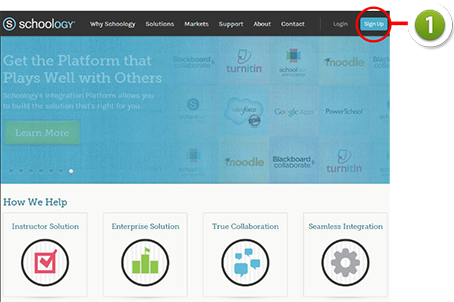 S schoology
Why Schoology Solutions Markets Support About Contact Login Sign Up
1
Get the Platform that
Plays Well with Others
Schoology's Integration Platform allows you
to build the solution that's right for you.
Learn More
Blackboard collaborate turnitin moodle
schoology salesforce Google Apps PowerSchool
moodle Blackboard collaborate turnitin
How We Help
Instructor Solution Enterprise Solution True Collaboration Seamless Integration